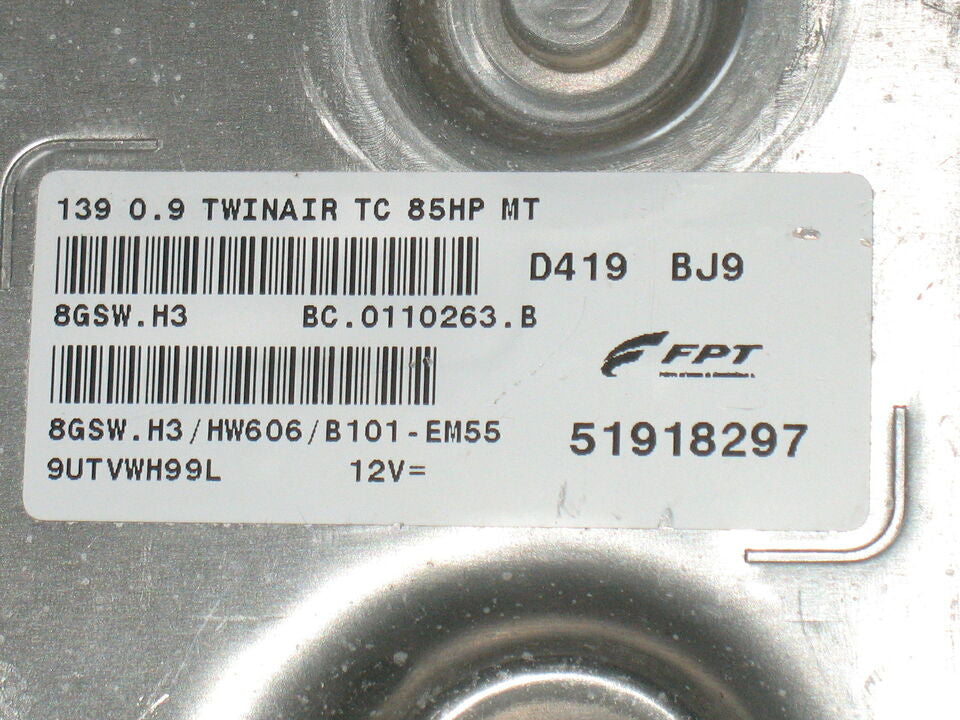 139 0.9 TWINAIR TC 85HP MT
D419 BJ9
8GSW.H3 BC.0110263.B
FPT
8GSW.H3/HW606/B101-EM55
51918297
9UTVWH99L 12V=